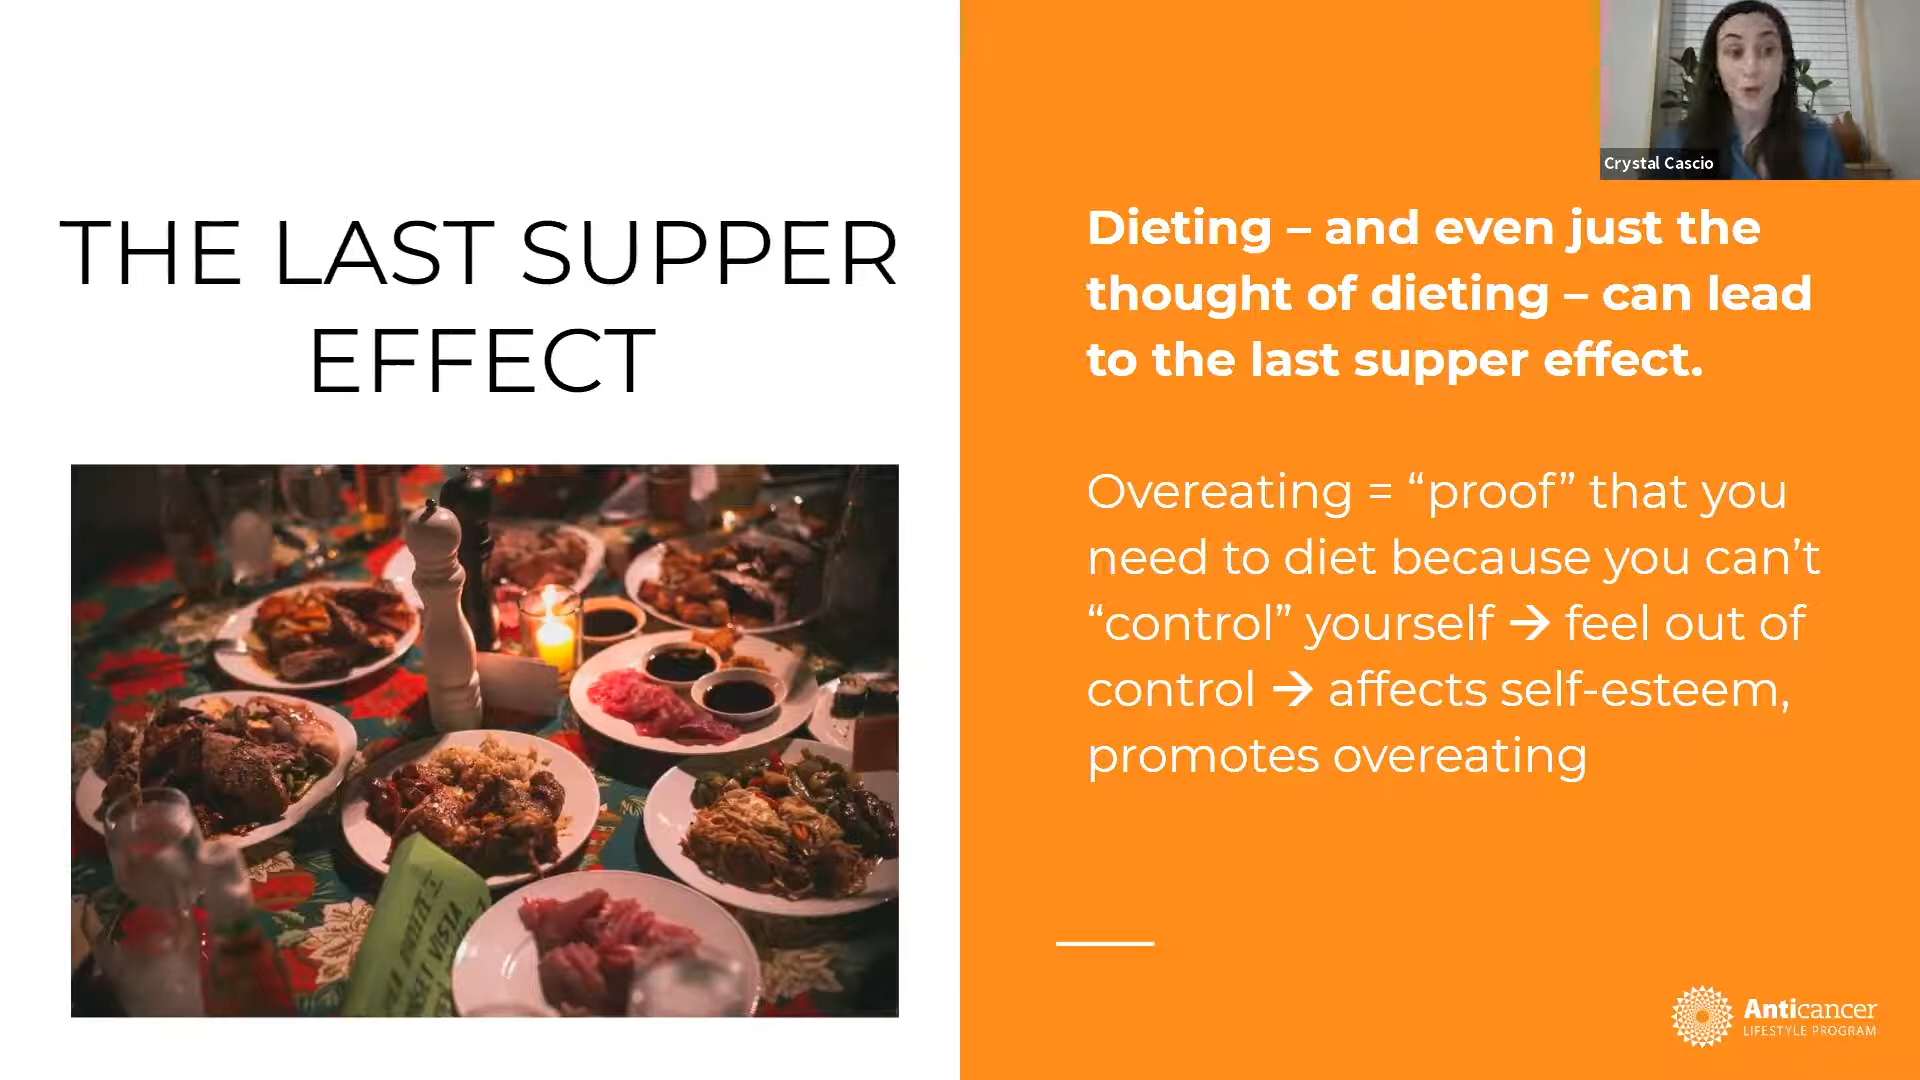 Crystal Cascio
THE LAST SUPPER
EFFECT
Dieting – and even just the
thought of dieting – can lead
to the last supper effect.
Overeating = “proof” that you
need to diet because you can’t
“control” yourself → feel out of
control → affects self-esteem,
promotes overeating
Anticancer
LIFESTYLE PROGRAM